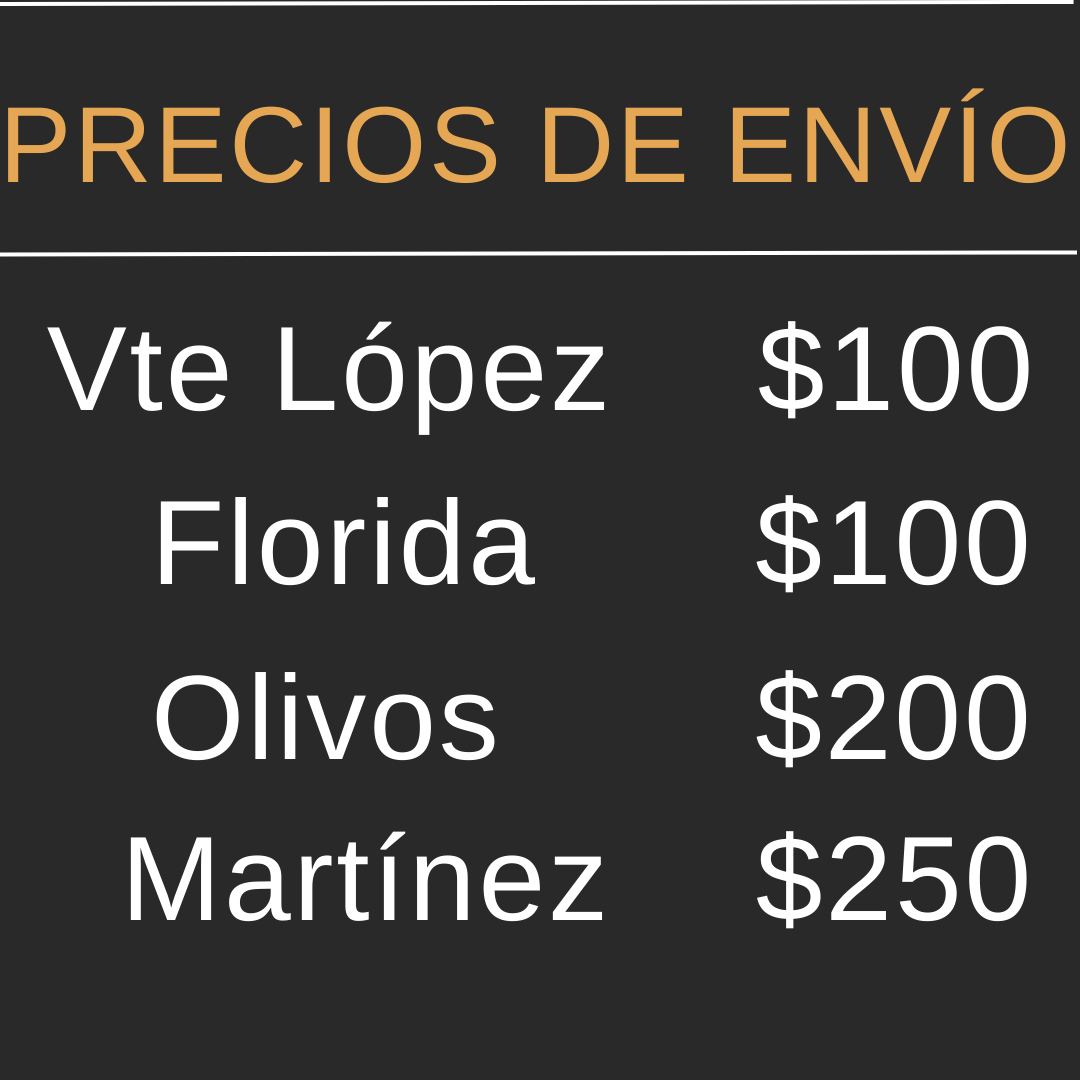 PRECIOS DE ENVÍO
Vte López $100
Florida $100
Olivos $200
Martínez $250